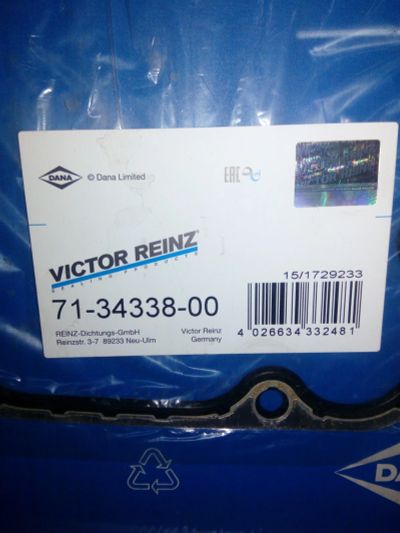 DANA
© Dana Limited
EAC
VICTOR REINZ®
SEALING PRODUCTS
15/1729233
71-34338-00
REINZ-Dichtungs-GmbH
Reinzstr. 3-7 89233 Neu-Ulm
Victor Reinz
Germany
4 026634 332481
DANA